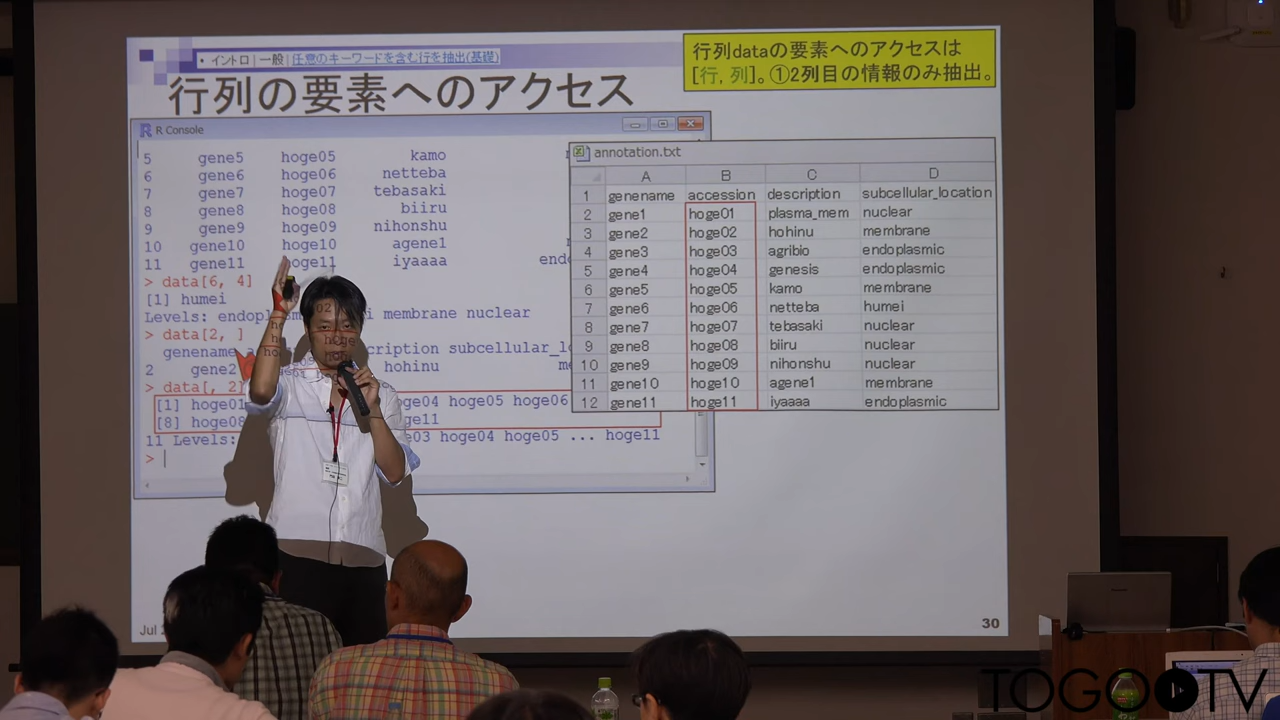 • イントロ | 一般 | 任意のキーワードを含む行を抽出(基礎)
行列の要素へのアクセス
行列dataの要素へのアクセスは
[行, 列]。①2列目の情報のみ抽出。
R Console
5 gene5 hoge05 kamo
6 gene6 hoge06 netteba
7 gene7 hoge07 tebasaki
8 gene8 hoge08 biiru
9 gene9 hoge09 nihonshu
10 gene10 hoge10 agene1
11 gene11 hoge11 iyaaaa
> data[6, 4]
[1] humei
Levels: membrane nuclear
> data[2, ]
genename subcellular_
2 gene2 hohinu
> data[, 2]
[1] hoge01 hoge05 hoge06
[8] hoge08
11 Levels: hoge04 hoge05 ... hoge11
>
annotation.txt
A B C D
1 genename accession description subcellular_location
2 gene1 hoge01 plasma_mem nuclear
3 gene2 hoge02 hohinu membrane
4 gene3 hoge03 agribio endoplasmic
5 gene4 hoge04 genesis endoplasmic
6 gene5 hoge05 kamo membrane
7 gene6 hoge06 netteba humei
8 gene7 hoge07 tebasaki nuclear
9 gene8 hoge08 biiru nuclear
10 gene9 hoge09 nihonshu nuclear
11 gene10 hoge10 agene1 membrane
12 gene11 hoge11 iyaaaa endoplasmic
Jul
30
TOGO TV